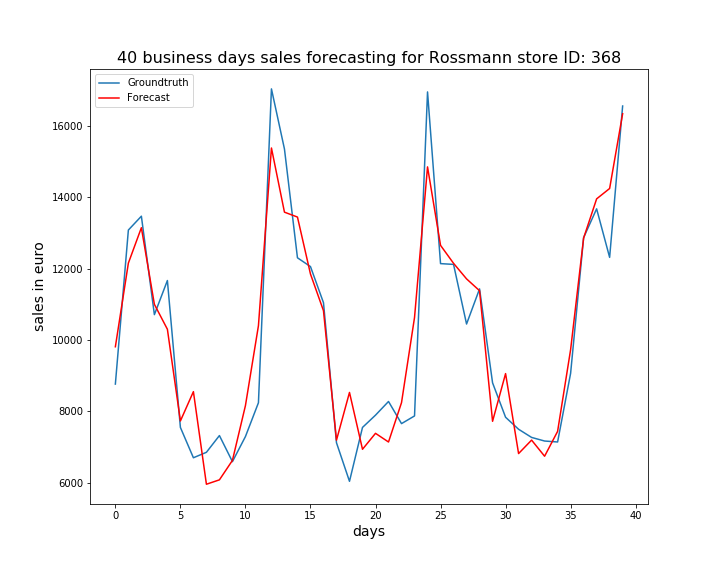 40 business days sales forecasting for Rossmann store ID: 368
Groundtruth
Forecast
sales in euro
16000
14000
12000
10000
8000
6000
0 5 10 15 20 25 30 35 40
days